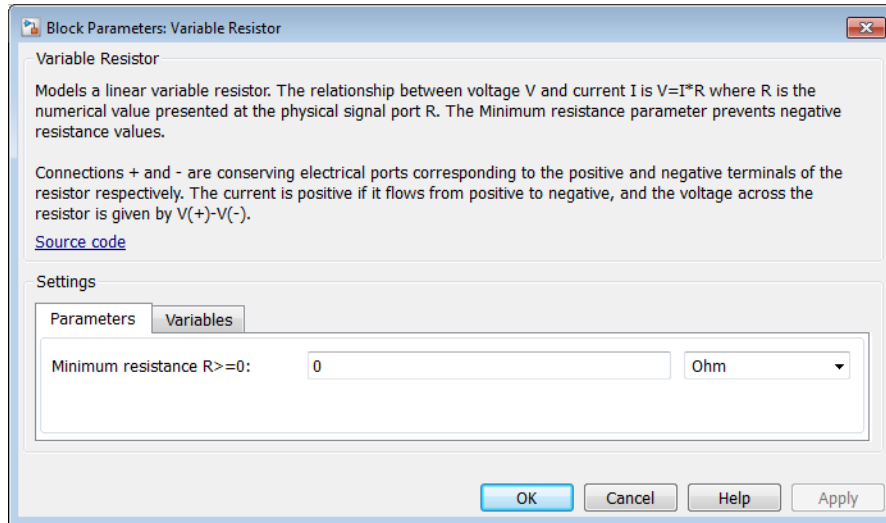 Block Parameters: Variable Resistor
Variable Resistor
Models a linear variable resistor. The relationship between voltage V and current I is V=I*R where R is the
numerical value presented at the physical signal port R. The Minimum resistance parameter prevents negative
resistance values.
Connections + and - are conserving electrical ports corresponding to the positive and negative terminals of the
resistor respectively. The current is positive if it flows from positive to negative, and the voltage across the
resistor is given by V(+)-V(-).
Source code
Settings
Parameters Variables
Minimum resistance R>=0: 0 Ohm
OK Cancel Help Apply